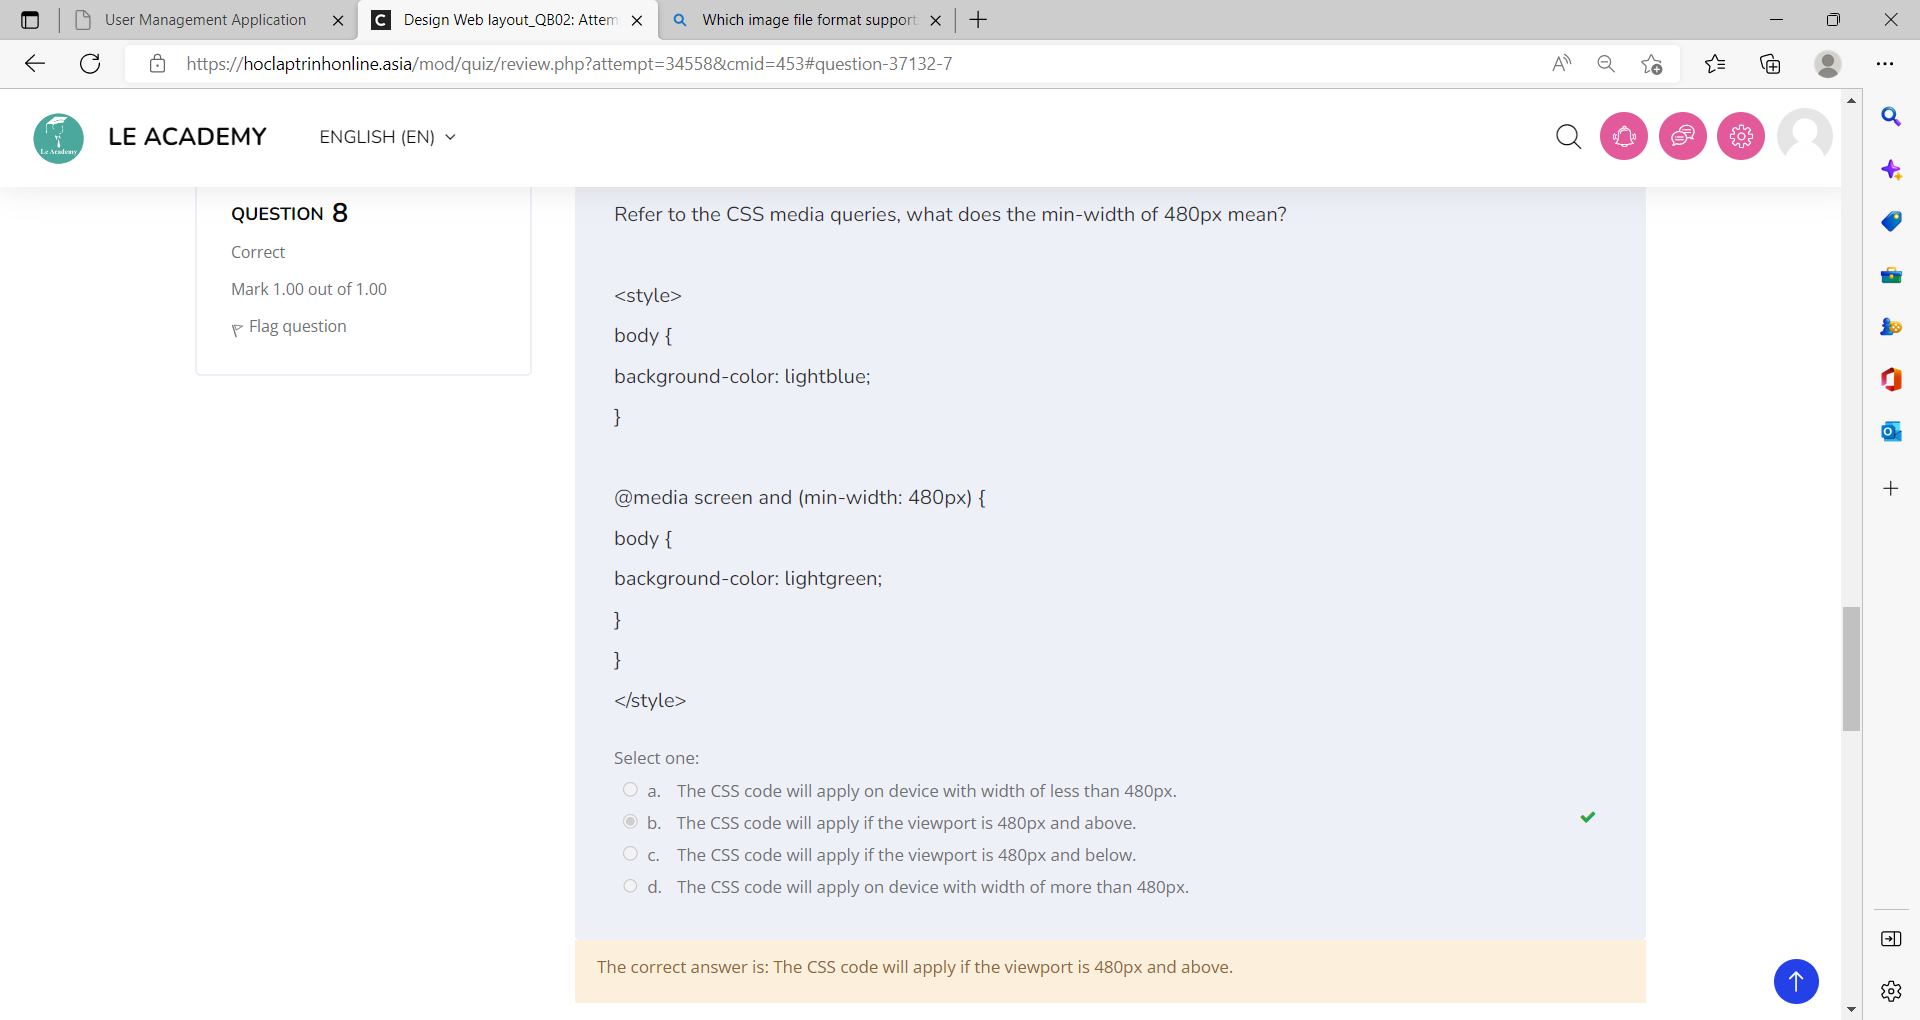 User Management Application
Design Web layout_QB02: Attem
Which image file format support
https://hoclaptrinhonline.asia/mod/quiz/review.php?attempt=34558&cmid=453#question-37132-7
Le Academy
LE ACADEMY
ENGLISH (EN)
QUESTION 8
Correct
Mark 1.00 out of 1.00
Flag question
Refer to the CSS media queries, what does the min-width of 480px mean?
<style>
body {
background-color: lightblue;
}
@media screen and (min-width: 480px) {
body {
background-color: lightgreen;
}
}
</style>
Select one:
a. The CSS code will apply on device with width of less than 480px.
b. The CSS code will apply if the viewport is 480px and above.
c. The CSS code will apply if the viewport is 480px and below.
d. The CSS code will apply on device with width of more than 480px.
The correct answer is: The CSS code will apply if the viewport is 480px and above.